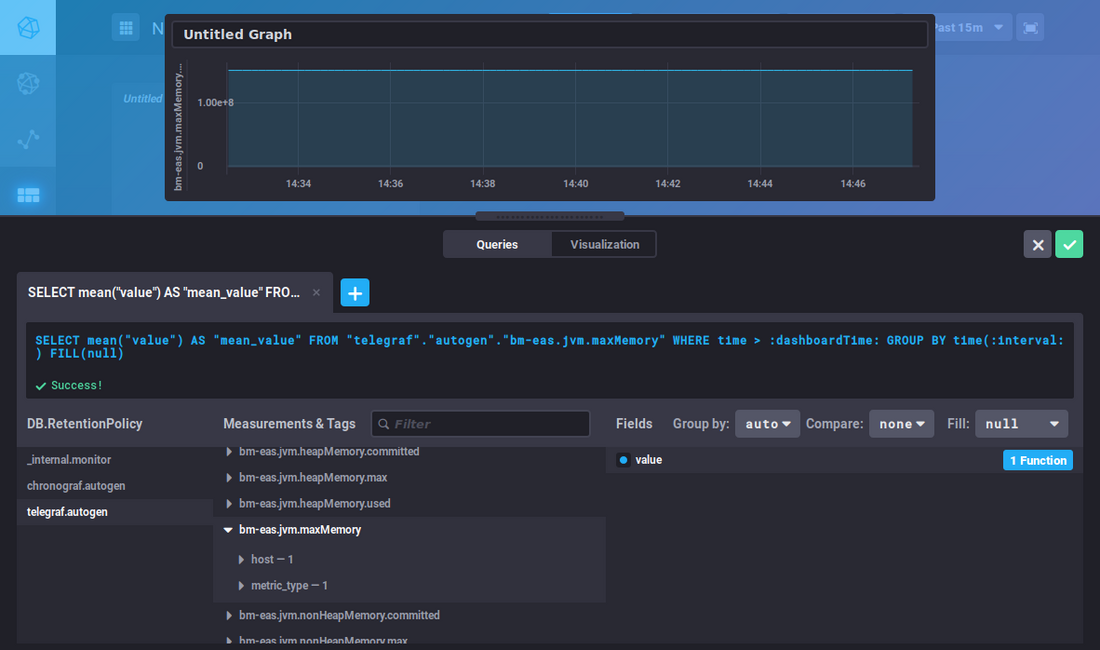 N
Past 15m
Untitled
Untitled Graph
bm-eas.jvm.maxMemory....
1.00e+8
0
14:34 14:36 14:38 14:40 14:42 14:44 14:46
Queries Visualization
SELECT mean("value") AS "mean_value" FRO... ×
SELECT mean("value") AS "mean_value" FROM "telegraf"."autogen"."bm-eas.jvm.maxMemory" WHERE time > :dashboardTime: GROUP BY time(:interval:
) FILL(null)
Success!
DB.RetentionPolicy Measurements & Tags Filter Fields Group by: auto Compare: none Fill: null
_internal.monitor
chronograf.autogen
telegraf.autogen
bm-eas.jvm.heapMemory.committed
bm-eas.jvm.heapMemory.max
bm-eas.jvm.heapMemory.used
bm-eas.jvm.maxMemory
host — 1
metric_type — 1
bm-eas.jvm.nonHeapMemory.committed
bm-eas.jvm.nonHeapMemory.max
value 1 Function